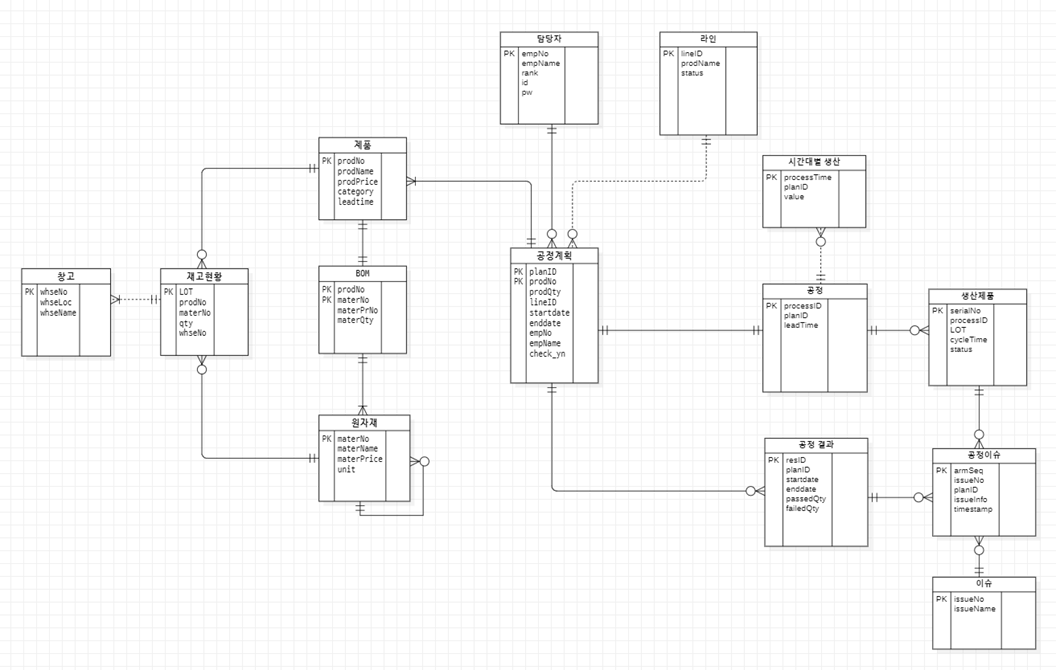 담당자
PK empNo
empName
rank
id
pw
라인
PK lineID
prodName
status
제품
PK prodNo
prodName
prodPrice
category
leadtime
시간대별 생산
PK processTime
planID
value
창고
PK whseNo
whseLoc
whseName
재고현황
PK LOT
prodNo
materNo
qty
whseNo
BOM
PK prodNo
PK materNo
materPrNo
materQty
공정계획
PK planID
PK prodNo
prodQty
lineID
startdate
enddate
empNo
empName
check_yn
공정
PK processID
planID
leadTime
생산제품
PK serialNo
processID
LOT
cycleTime
status
원자재
PK materNo
materName
materPrice
unit
공정 결과
PK resID
planID
startdate
enddate
passedQty
failedQty
공정이슈
PK armSeq
issueNo
planID
issueInfo
timestamp
이슈
PK issueNo
issueName